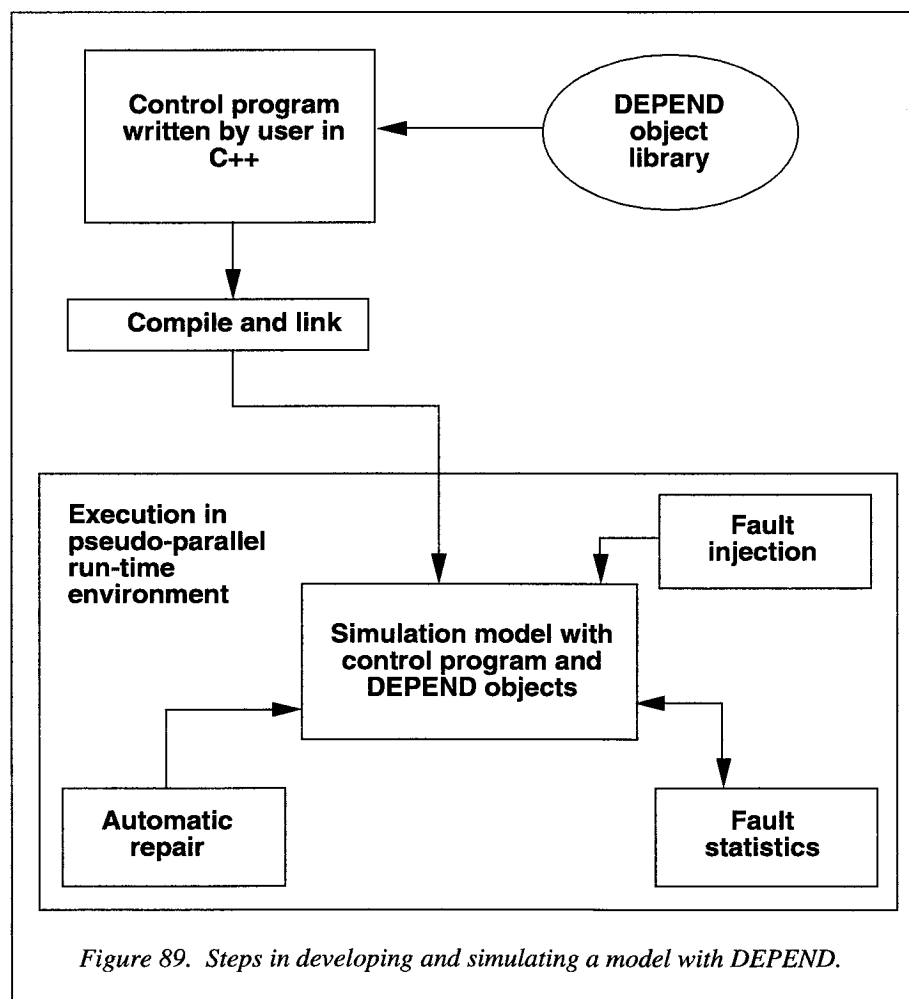 Control program
written by user in
C++
DEPEND
object
library
Compile and link
Execution in
pseudo-parallel
run-time
environment
Fault
injection
Simulation model with
control program and
DEPEND objects
Automatic
repair
Fault
statistics
Figure 89. Steps in developing and simulating a model with DEPEND.